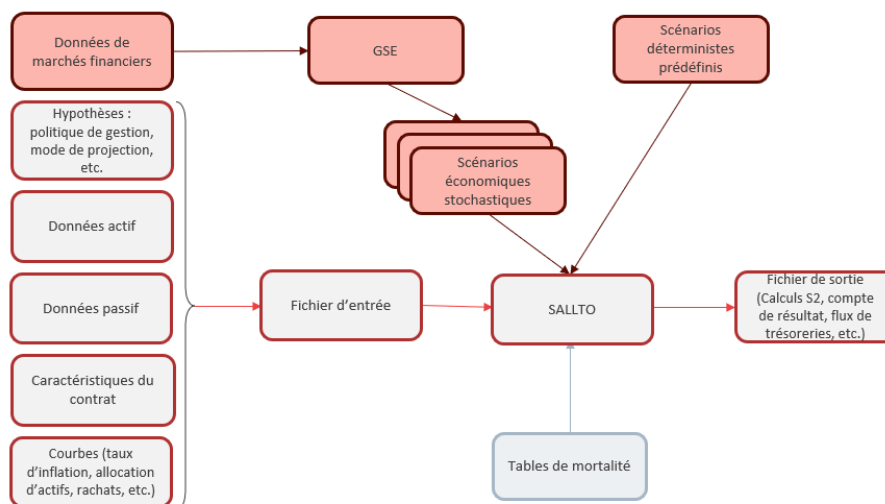 Données de
marchés financiers
GSE
Scénarios
déterministes
prédéfinis
Hypothèses :
politique de gestion,
mode de projection,
etc.
Scénarios
économiques
stochastiques
Données actif
Données passif
Fichier d'entrée
SALLTO
Fichier de sortie
(Calculs S2, compte
de résultat, flux de
trésoreries, etc.)
Caractéristiques du
contrat
Courbes (taux
d'inflation, allocation
d'actifs, rachats, etc.)
Tables de mortalité